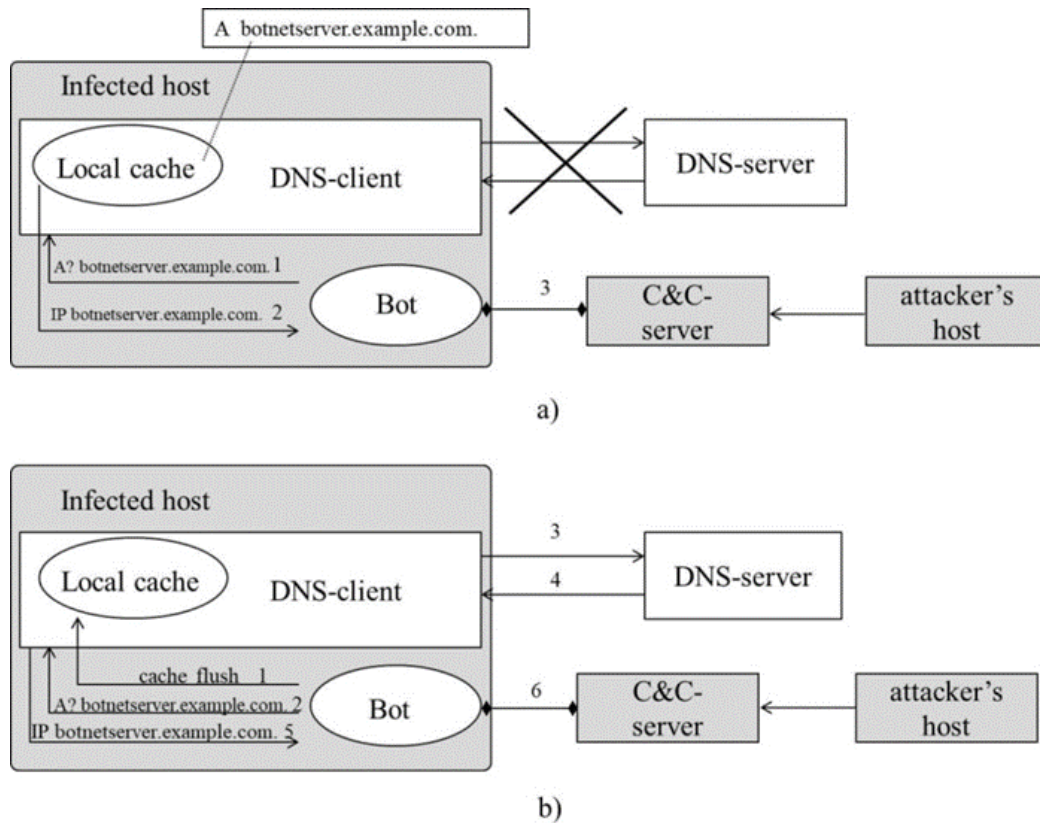 A botnetserver.example.com.
Infected host
Local cache
DNS-client
DNS-server
A? botnetserver.example.com. 1
IP botnetserver.example.com. 2
Bot
3
C&C-
server
attacker's
host
a)
Infected host
Local cache
DNS-client
3
4
DNS-server
cache flush 1
A? botnetserver.example.com. 2
IP botnetserver.example.com. 5
Bot
6
C&C-
server
attacker's
host
b)